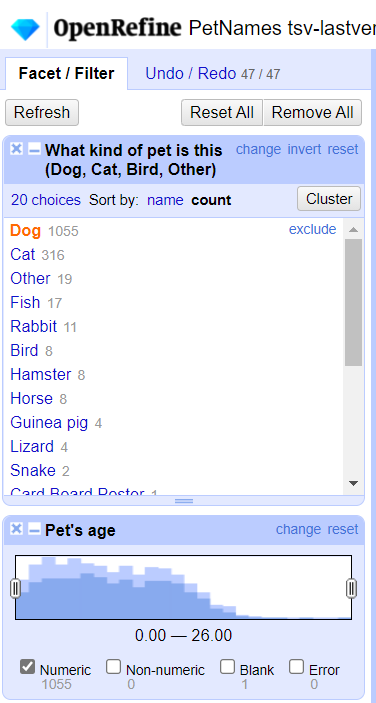 OpenRefine PetNames tsv-lastver
Facet / Filter Undo / Redo 47 / 47
Refresh Reset All Remove All
What kind of pet is this change invert reset
(Dog, Cat, Bird, Other)
20 choices Sort by: name count Cluster
Dog 1055 exclude
Cat 316
Other 19
Fish 17
Rabbit 11
Bird 8
Hamster 8
Horse 8
Guinea pig 4
Lizard 4
Snake 2
Card Board Poster 1
Pet's age change reset
0.00 — 26.00
Numeric Non-numeric Blank Error
1055 0 1 0